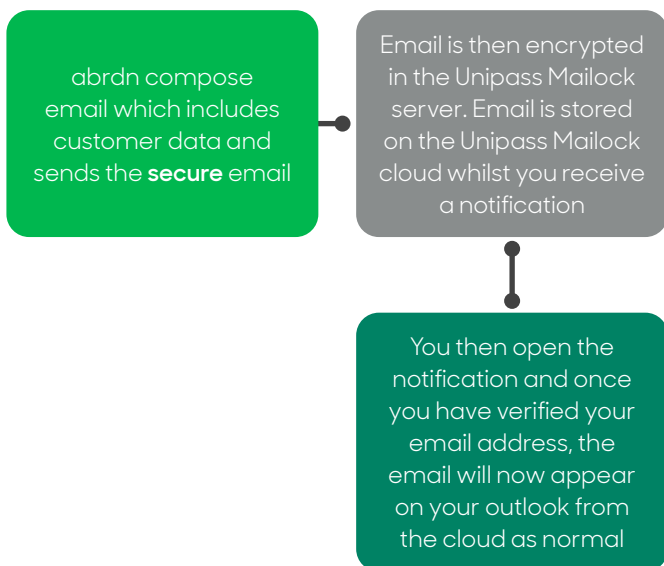 abrdn compose
email which includes
customer data and
sends the secure email
Email is then encrypted
in the Unipass Mailock
server. Email is stored
on the Unipass Mailock
cloud whilst you receive
a notification
You then open the
notification and once
you have verified your
email address, the
email will now appear
on your outlook from
the cloud as normal